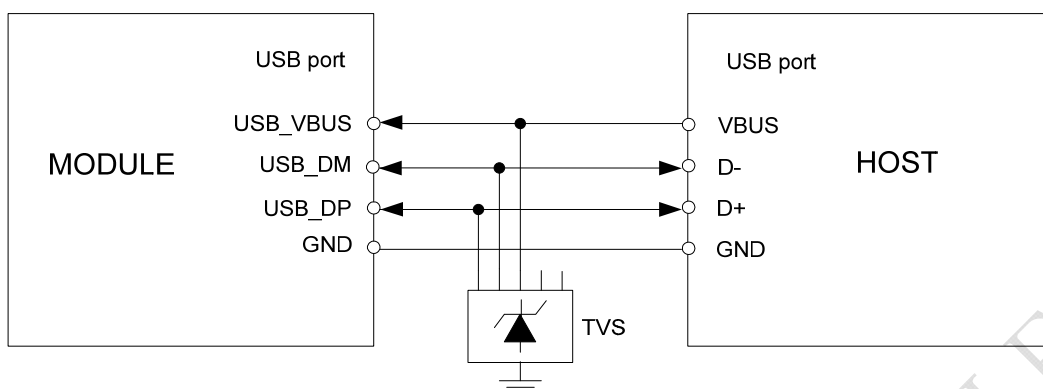 USB port
USB port
USB_VBUS
VBUS
MODULE
USB_DM
D-
HOST
USB_DP
D+
GND
GND
TVS